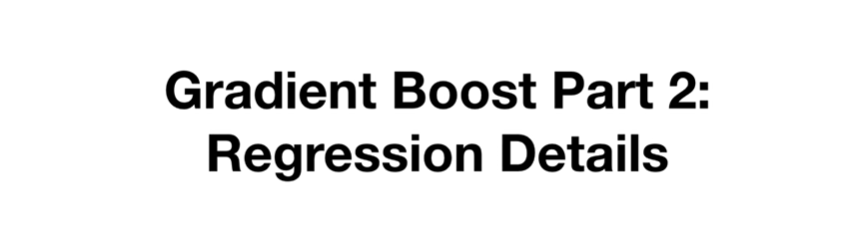 Gradient Boost Part 2:
Regression Details